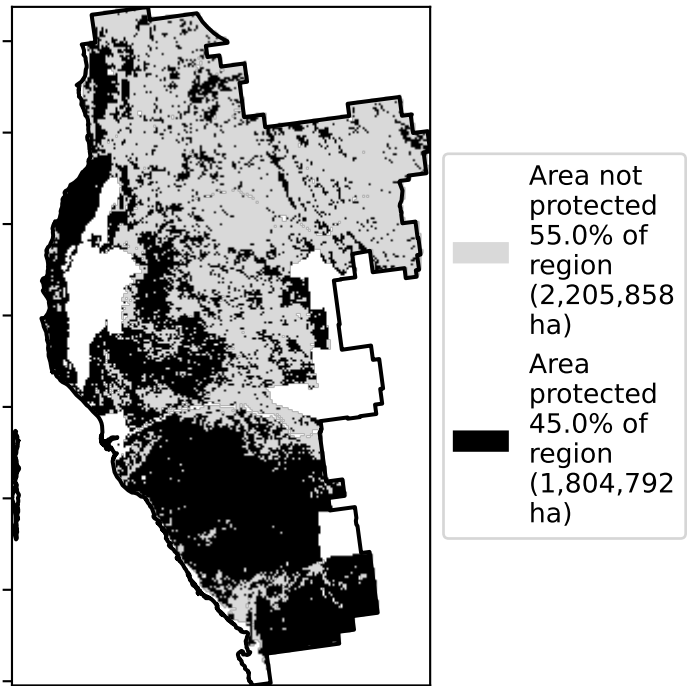 Area not
protected
55.0% of
region
(2,205,858
ha)
Area
protected
45.0% of
region
(1,804,792
ha)